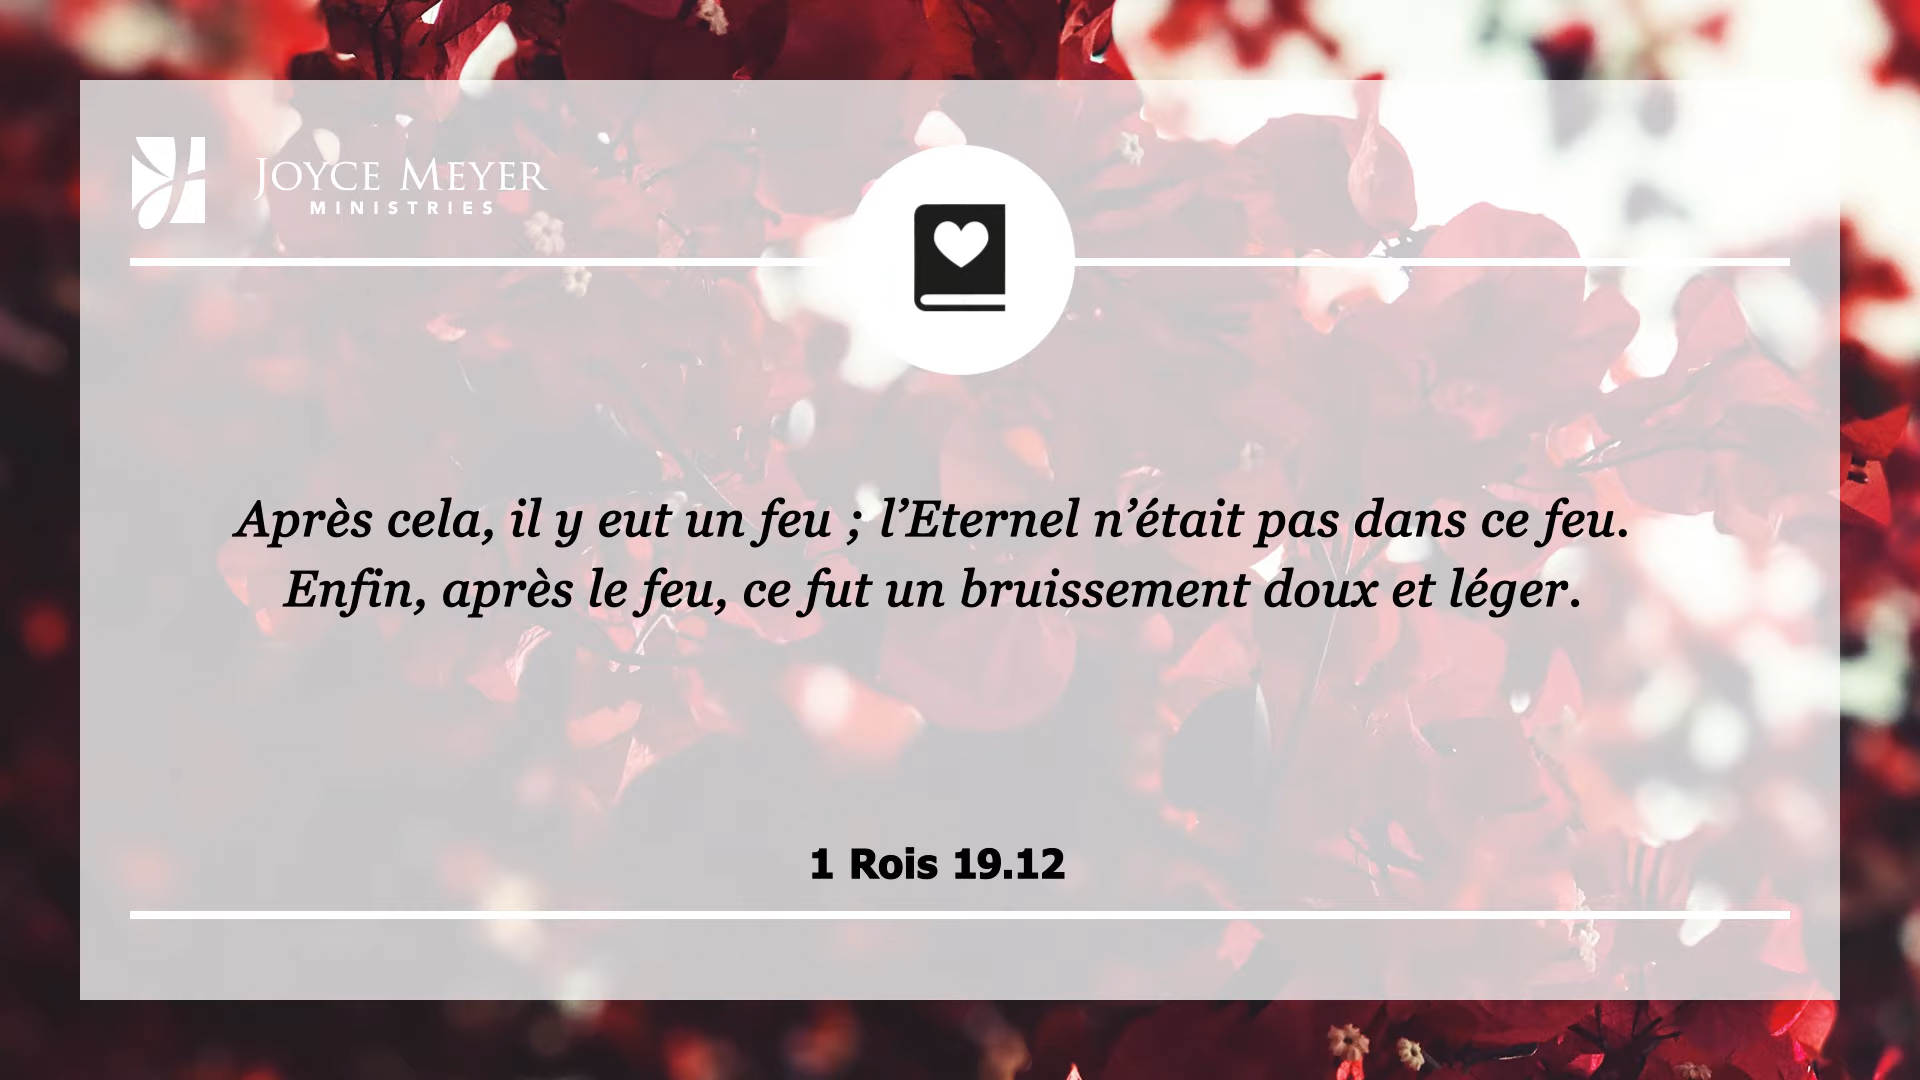 JOYCE MEYER
MINISTRIES
Après cela, il y eut un feu ; l’Eternel n’était pas dans ce feu.
Enfin, après le feu, ce fut un bruissement doux et léger.
1 Rois 19.12